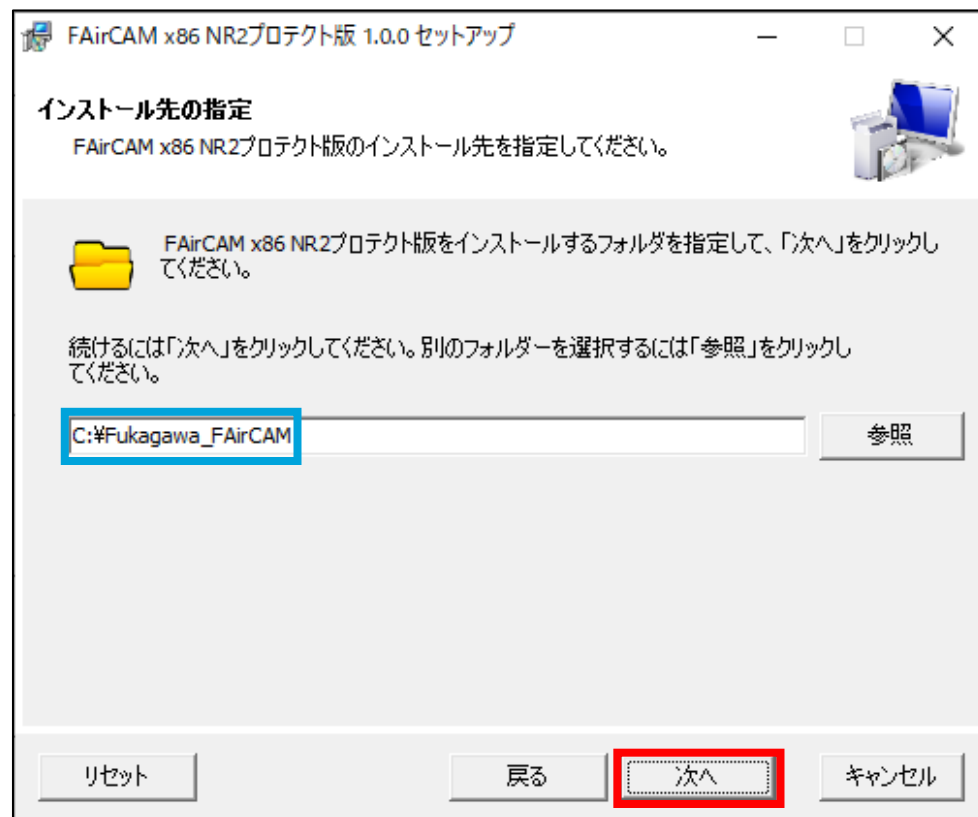 FAirCAM x86 NR2プロテクト版 1.0.0 セットアップ
インストール先の指定
FAirCAM x86 NR2プロテクト版のインストール先を指定してください。
FAirCAM x86 NR2プロテクト版をインストールするフォルダを指定して、「次へ」をクリックし
てください。
続けるには「次へ」をクリックしてください。別のフォルダーを選択するには「参照」をクリックし
てください。
C:¥Fukagawa_FAirCAM
参照
リセット
戻る
次へ
キャンセル